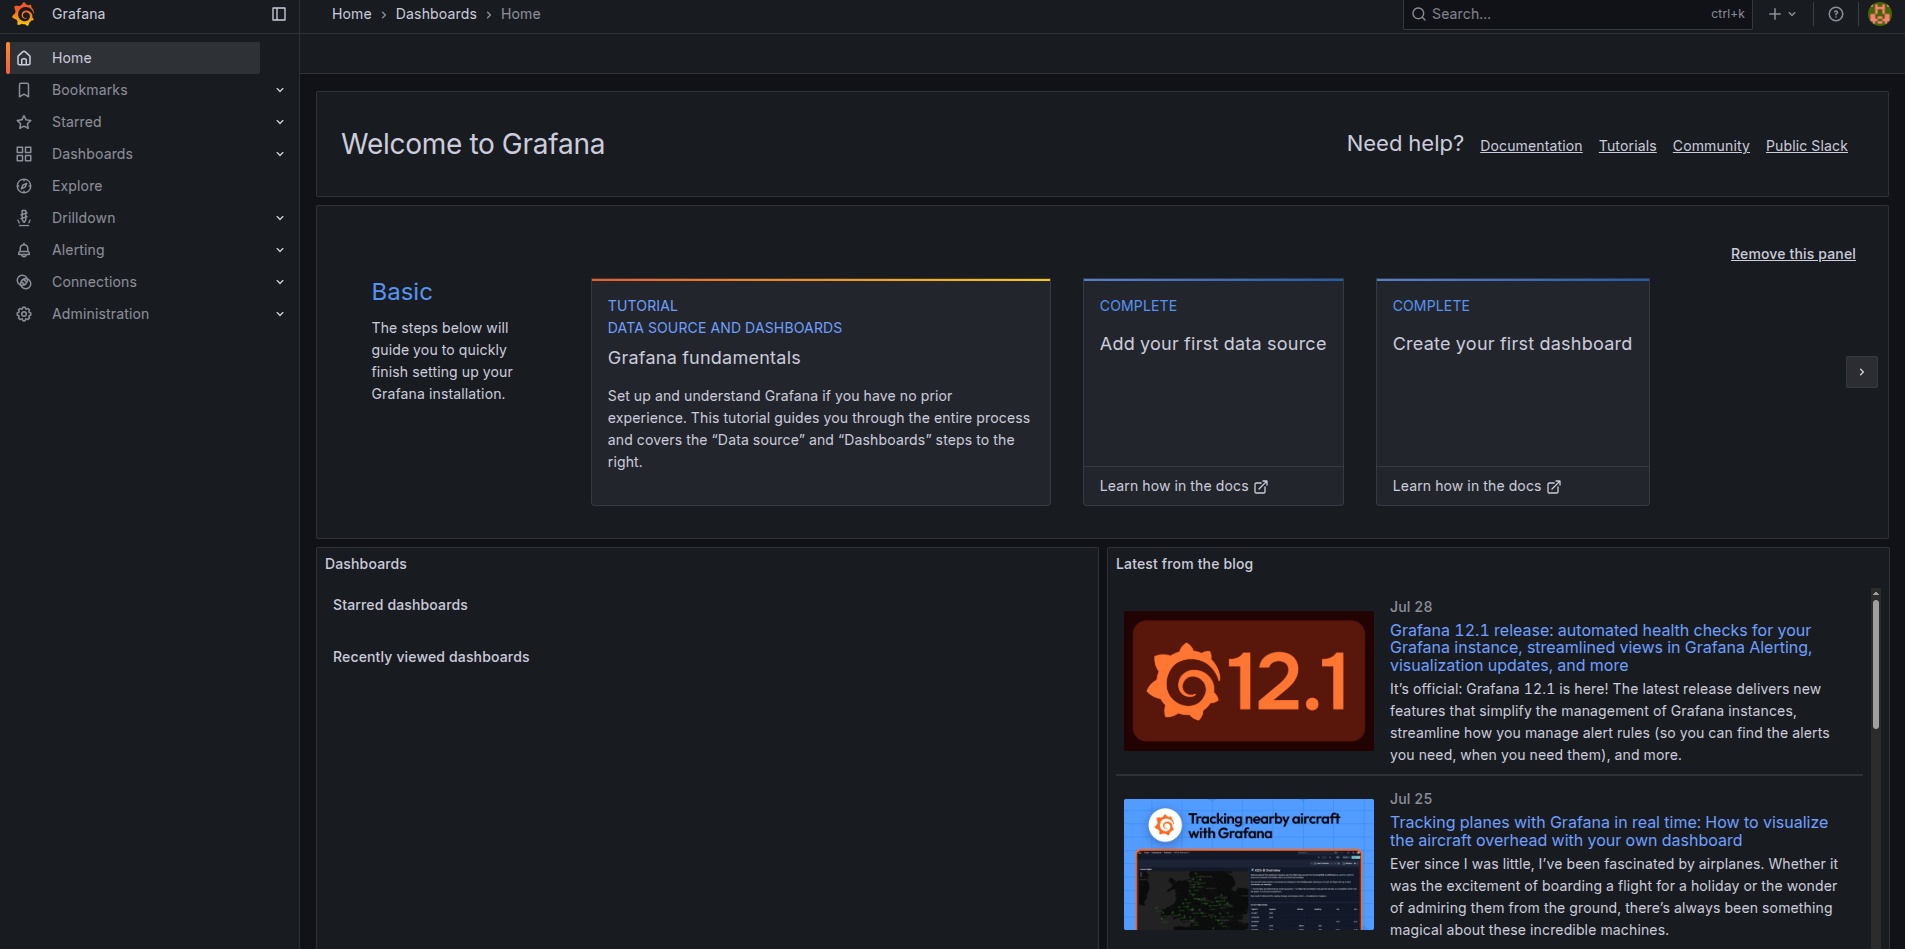 Grafana
Home › Dashboards › Home
Search...
ctrl+k
Home
Bookmarks
Starred
Dashboards
Explore
Drilldown
Alerting
Connections
Administration
Welcome to Grafana
Need help? Documentation Tutorials Community Public Slack
Remove this panel
Basic
The steps below will
guide you to quickly
finish setting up your
Grafana installation.
TUTORIAL
DATA SOURCE AND DASHBOARDS
Grafana fundamentals
Set up and understand Grafana if you have no prior
experience. This tutorial guides you through the entire process
and covers the “Data source” and “Dashboards” steps to the
right.
COMPLETE
Add your first data source
Learn how in the docs
COMPLETE
Create your first dashboard
Learn how in the docs
Dashboards
Starred dashboards
Recently viewed dashboards
Latest from the blog
12.1
Jul 28
Grafana 12.1 release: automated health checks for your
Grafana instance, streamlined views in Grafana Alerting,
visualization updates, and more
It’s official: Grafana 12.1 is here! The latest release delivers new
features that simplify the management of Grafana instances,
streamline how you manage alert rules (so you can find the alerts
you need, when you need them), and more.
Tracking nearby aircraft
with Grafana
Jul 25
Tracking planes with Grafana in real time: How to visualize
the aircraft overhead with your own dashboard
Ever since I was little, I’ve been fascinated by airplanes. Whether it
was the excitement of boarding a flight for a holiday or the wonder
of admiring them from the ground, there’s always been something
magical about these incredible machines.